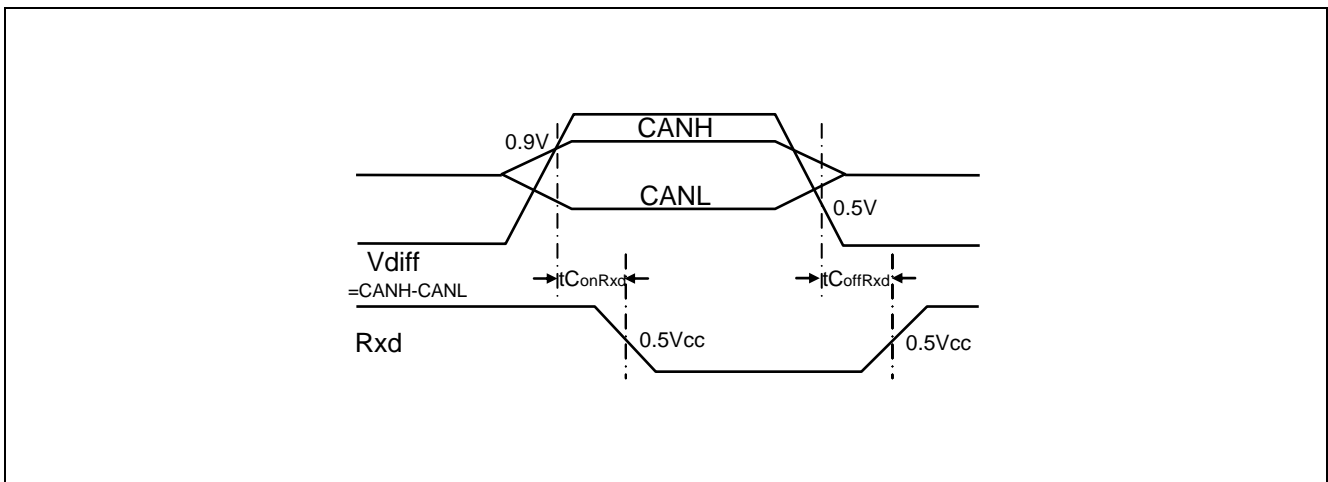 CANH
0.9V
CANL
0.5V
Vdiff
=CANH-CANL
tConRxd
tCoffRxd
Rxd
0.5Vcc
0.5Vcc